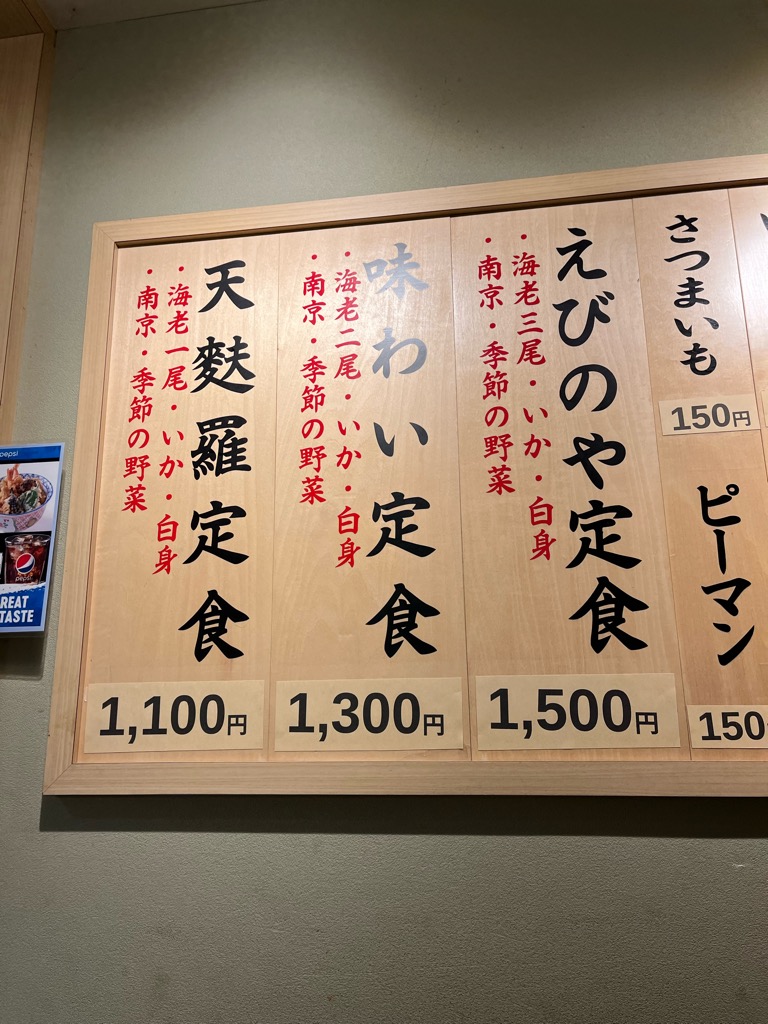 えびのや定食
・海老三尾・いか・白身
・南京・季節の野菜
1,500円
味わい定食
・海老二尾・いか・白身
・南京・季節の野菜
1,300円
天麩羅定食
・海老一尾・いか・白身
・南京・季節の野菜
1,100円
さつまいも
150円
ピーマン
150
pepsi
pepsi
REAT
TASTE